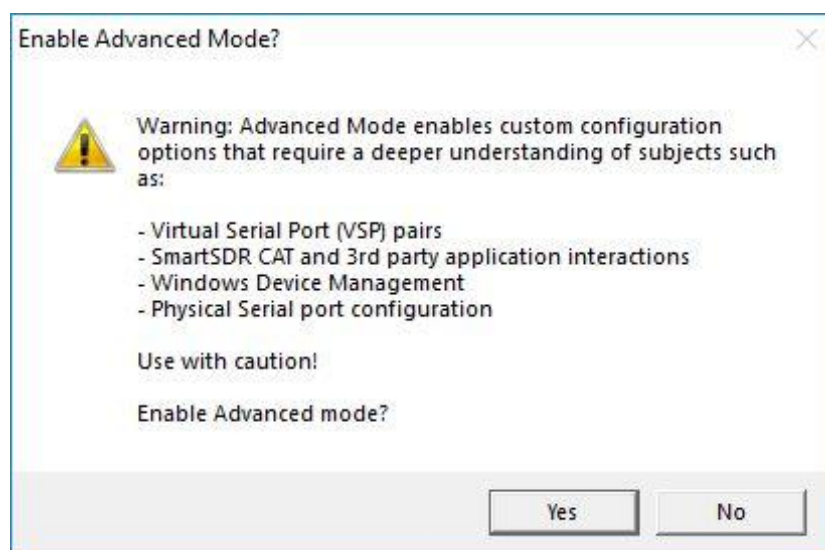 Enable Advanced Mode?
Warning: Advanced Mode enables custom configuration
options that require a deeper understanding of subjects such
as:
- Virtual Serial Port (VSP) pairs
- SmartSDR CAT and 3rd party application interactions
- Windows Device Management
- Physical Serial port configuration
Use with caution!
Enable Advanced mode?
Yes
No